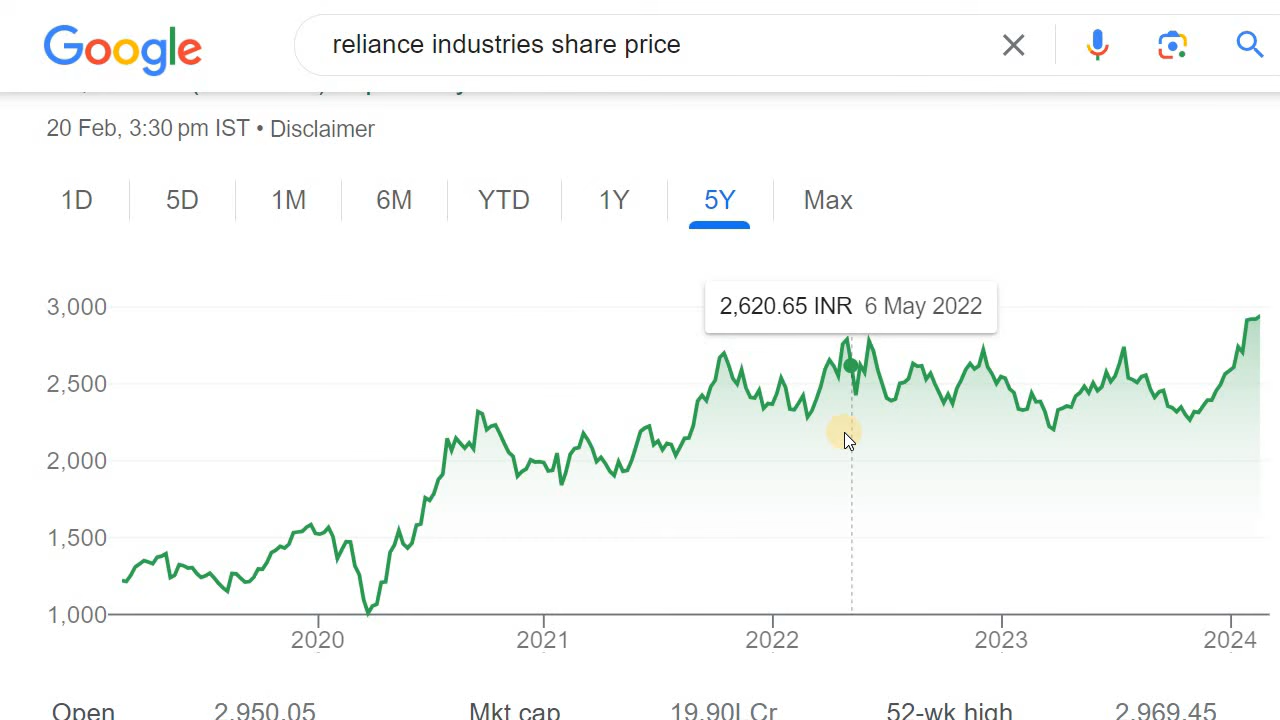 Google
reliance industries share price
20 Feb, 3:30 pm IST • Disclaimer
1D 5D 1M 6M YTD 1Y 5Y Max
2,620.65 INR 6 May 2022
3,000
2,500
2,000
1,500
1,000
2020 2021 2022 2023 2024
Open 2,950.05 Mkt cap 19.90LCr 52-wk high 2,969.45